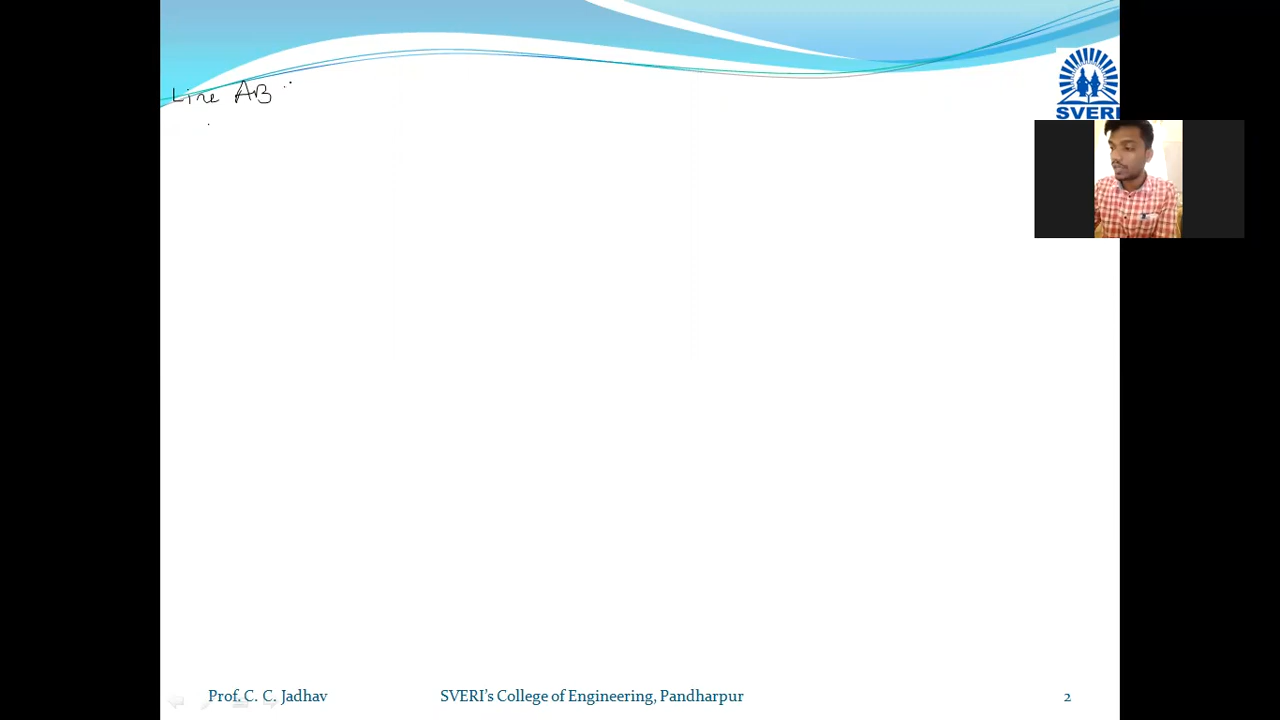 SVERI
Line AB
Prof. C. C. Jadhav
SVERI's College of Engineering, Pandharpur
2